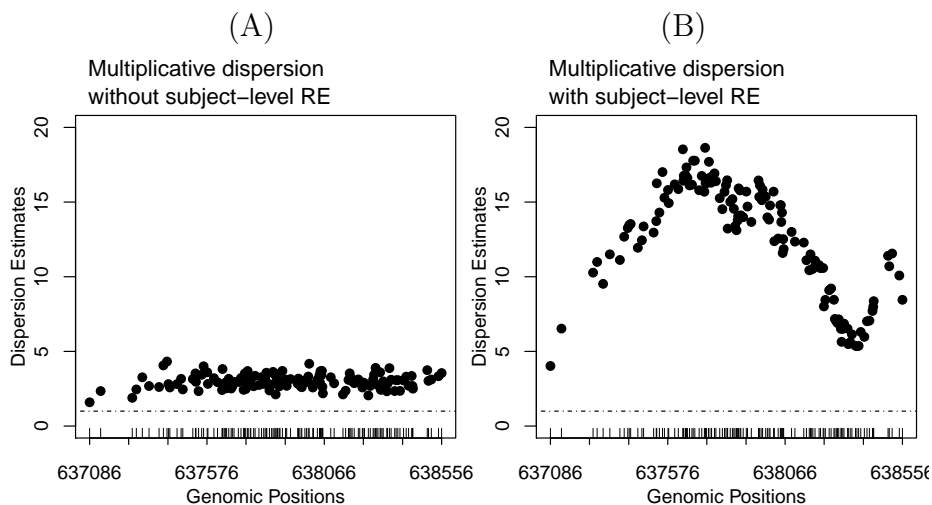 (A)
Multiplicative dispersion
without subject−level RE
Dispersion Estimates
20
15
10
5
0
637086 637576 638066 638556
Genomic Positions
(B)
Multiplicative dispersion
with subject−level RE
Dispersion Estimates
20
15
10
5
0
637086 637576 638066 638556
Genomic Positions